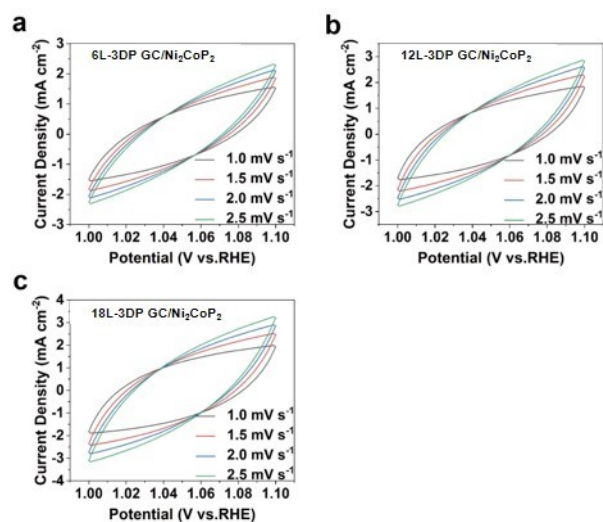 a
6L-3DP GC/Ni₂CoP₂
Current Density (mA cm⁻²)
3
2
1
0
-1
-2
-3
1.0 mV s⁻¹
1.5 mV s⁻¹
2.0 mV s⁻¹
2.5 mV s⁻¹
1.00 1.02 1.04 1.06 1.08 1.10
Potential (V vs.RHE)
b
12L-3DP GC/Ni₂CoP₂
Current Density (mA cm⁻²)
3
2
1
0
-1
-2
-3
1.0 mV s⁻¹
1.5 mV s⁻¹
2.0 mV s⁻¹
2.5 mV s⁻¹
1.00 1.02 1.04 1.06 1.08 1.10
Potential (V vs.RHE)
c
18L-3DP GC/Ni₂CoP₂
Current Density (mA cm⁻²)
4
3
2
1
0
-1
-2
-3
-4
1.0 mV s⁻¹
1.5 mV s⁻¹
2.0 mV s⁻¹
2.5 mV s⁻¹
1.00 1.02 1.04 1.06 1.08 1.10
Potential (V vs.RHE)